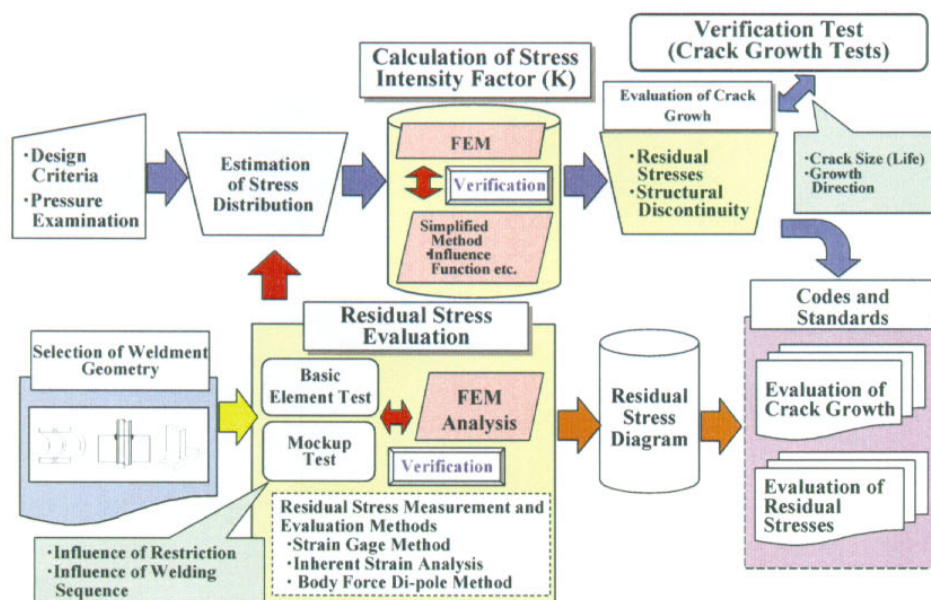 Verification Test
(Crack Growth Tests)
Calculation of Stress
Intensity Factor (K)
Evaluation of Crack
Growh
·Design
Criteria
·Pressure
Examination
Estimation
of Stress
Distribution
FEM
Verification
Simplified
Method
·Influence
Function etc.
·Residual
Stresses
·Structural
Discontinuity
·Crack Size (Life)
·Growth
Direction
Residual Stress
Evaluation
Codes and
Standards
Selection of Weldment
Geometry
Basic
Element Test
Mockup
Test
FEM
Analysis
Verification
Residual
Stress
Diagram
Evaluation of
Crack Growth
Evaluation of
Residual
Stresses
Residual Stress Measurement and
Evaluation Methods
·Strain Gage Method
·Inherent Strain Analysis
·Body Force Di-pole Method
·Influence of Restriction
·Influence of Welding
Sequence